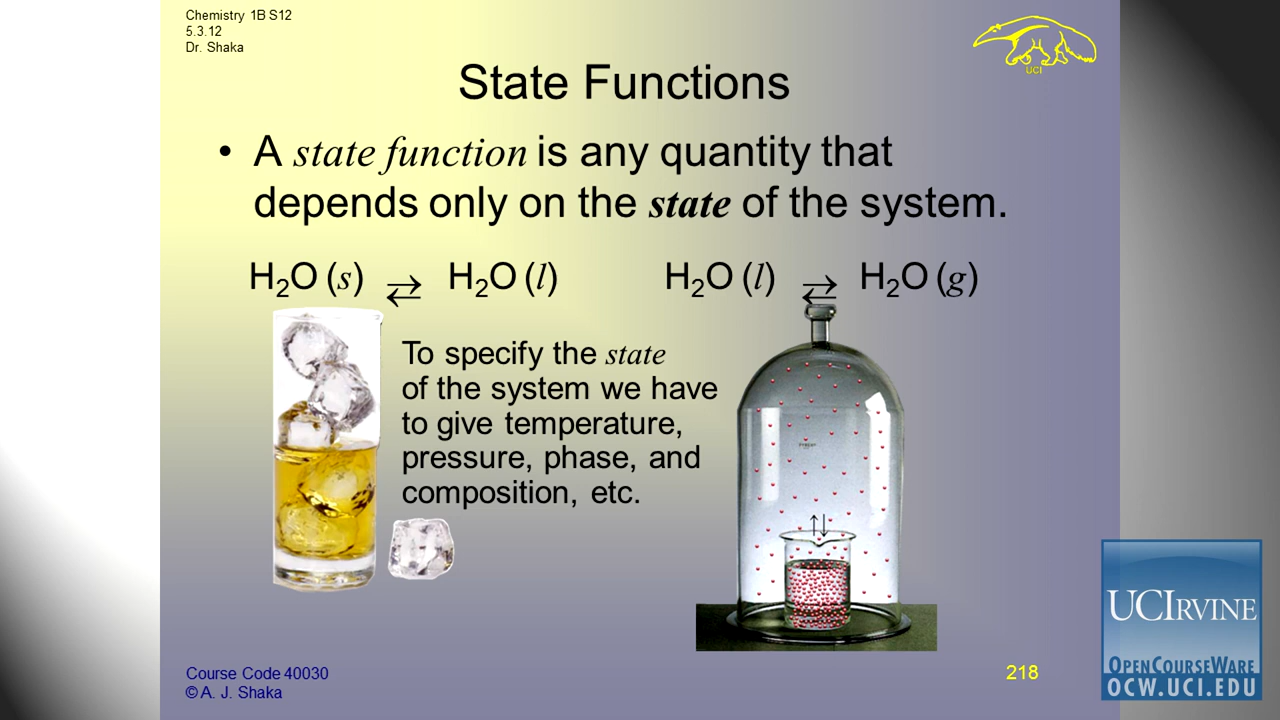 Chemistry 1B S12
5.3.12
Dr. Shaka
UCI
State Functions
• A state function is any quantity that
depends only on the state of the system.
H₂O (s) ⇄ H₂O (l) H₂O (l) ⇄ H₂O (g)
To specify the state
of the system we have
to give temperature,
pressure, phase, and
composition, etc.
↑↓
Course Code 40030
© A. J. Shaka
218
UCIRVINE
OPENCOURSEWARE
OCW.UCI.EDU